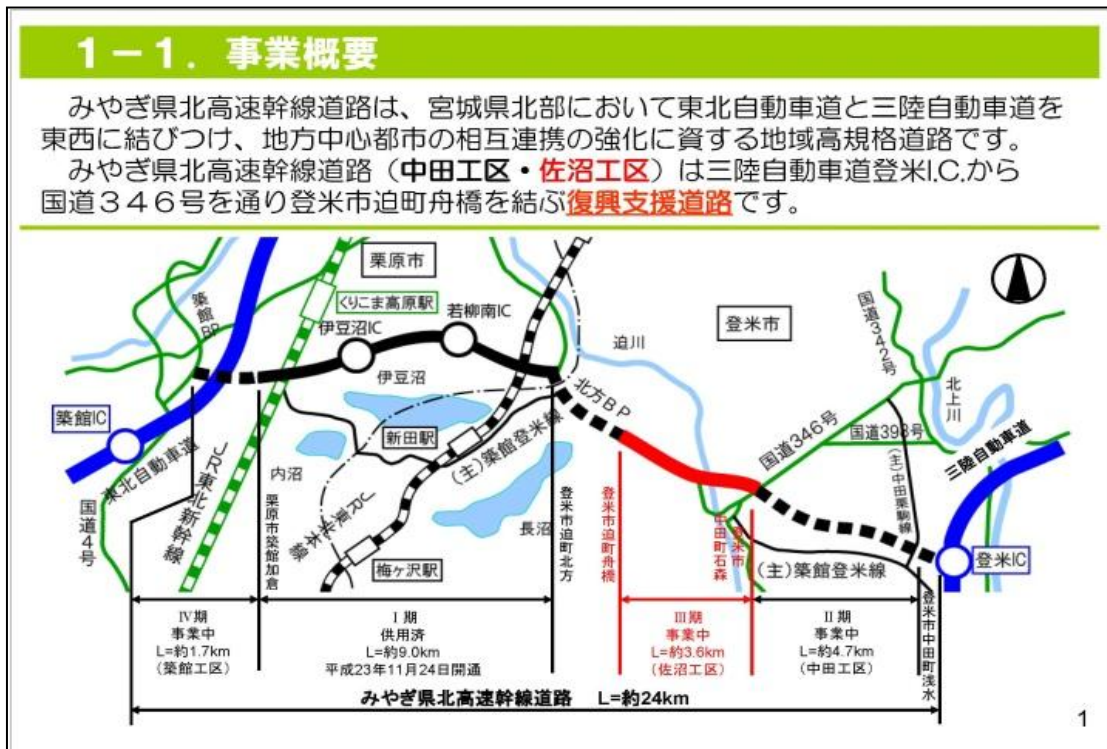 １－１．事業概要
みやぎ県北高速幹線道路は、宮城県北部において東北自動車道と三陸自動車道を
東西に結びつけ、地方中心都市の相互連携の強化に資する地域高規格道路です。
みやぎ県北高速幹線道路（中田工区・佐沼工区）は三陸自動車道登米I.C.から
国道３４６号を通り登米市迫町舟橋を結ぶ復興支援道路です。
栗原市
築館BP
くりこま高原駅
伊豆沼IC
若柳南IC
登米市
迫川
国道342号
北上川
伊豆沼
北方ＢＰ
築館IC
新田駅
国道346号
国道398号
三陸自動車道
東北自動車道
内沼
(主)築館登米線
(主)中田栗駒線
国道4号
JR東北新幹線
JR東北本線
長沼
栗原市築館加倉
登米市迫町北方
登米市迫町舟橋
登米市
中田町石森
梅ヶ沢駅
(主)築館登米線
登米IC
登米市中田町浅水
Ⅳ期
事業中
L=約1.7km
(築館工区)
Ⅰ期
供用済
L=約9.0km
平成23年11月24日開通
Ⅲ期
事業中
L=約3.6km
(佐沼工区)
Ⅱ期
事業中
L=約4.7km
(中田工区)
みやぎ県北高速幹線道路 L=約24km
1